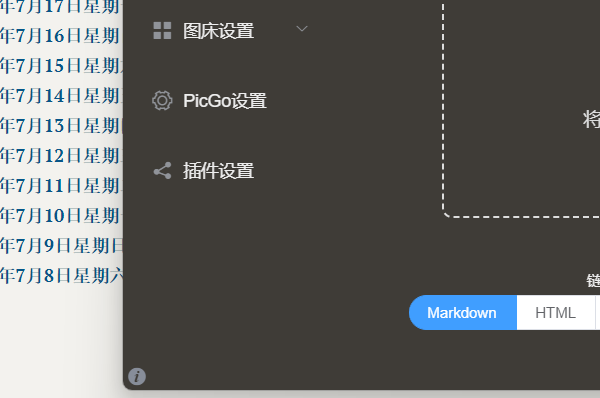 年7月17日星期
年7月16日星期
年7月15日星期
年7月14日星期
年7月13日星期
年7月12日星期
年7月11日星期
年7月10日星期
年7月9日星期日
年7月8日星期六
图床设置
PicGo设置
插件设置
将
链
Markdown
HTML
i